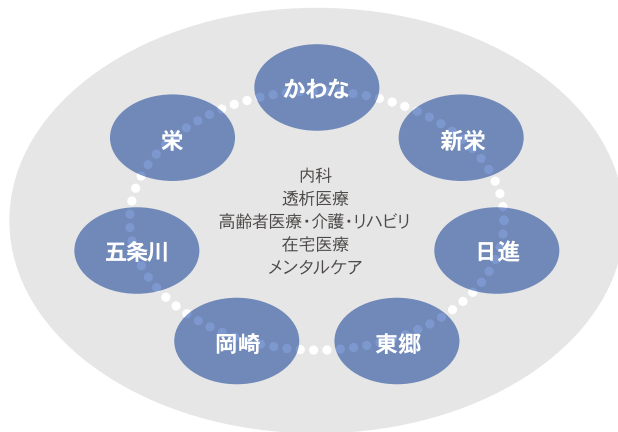 かわな
栄
新栄
内科
透析医療
高齢者医療・介護・リハビリ
在宅医療
メンタルケア
五条川
日進
岡崎
東郷